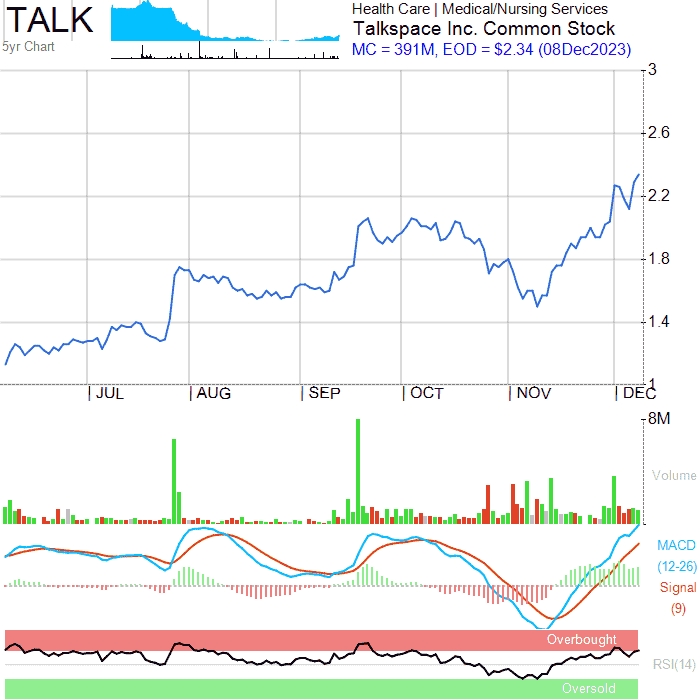 TALK
5yr Chart
Health Care | Medical/Nursing Services
Talkspace Inc. Common Stock
MC = 391M, EOD = $2.34 (08Dec2023)
3
2.6
2.2
1.8
1.4
1
JUL AUG SEP OCT NOV DEC
8M
Volume
MACD
(12-26)
Signal
(9)
Overbought
RSI(14)
Oversold